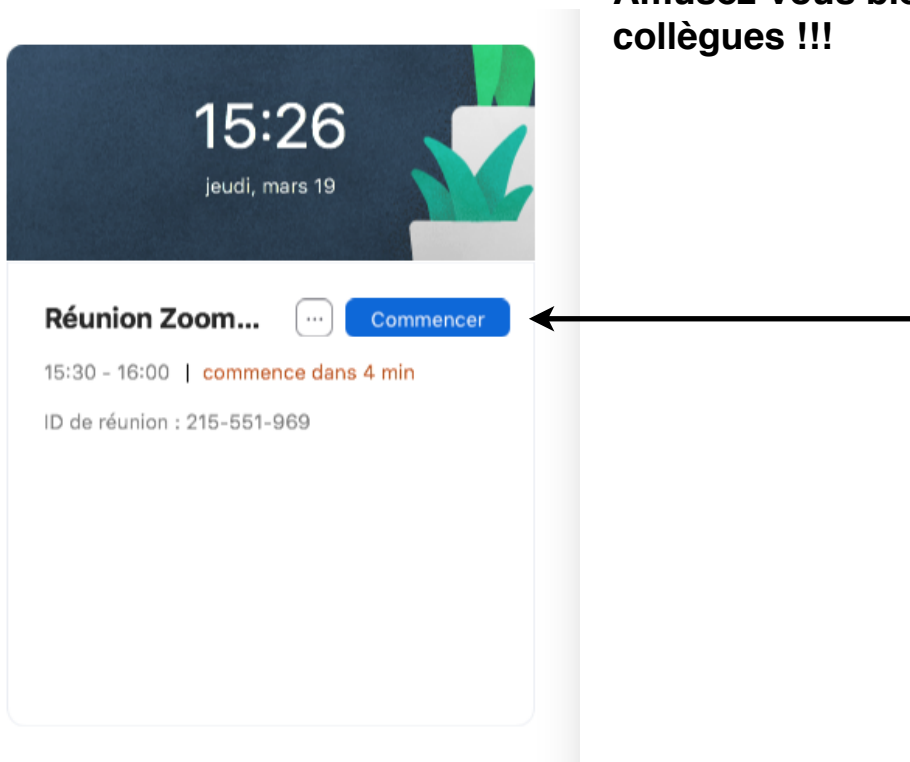 collègues !!!
15:26
jeudi, mars 19
Réunion Zoom... ... Commencer
15:30 - 16:00 | commence dans 4 min
ID de réunion : 215-551-969